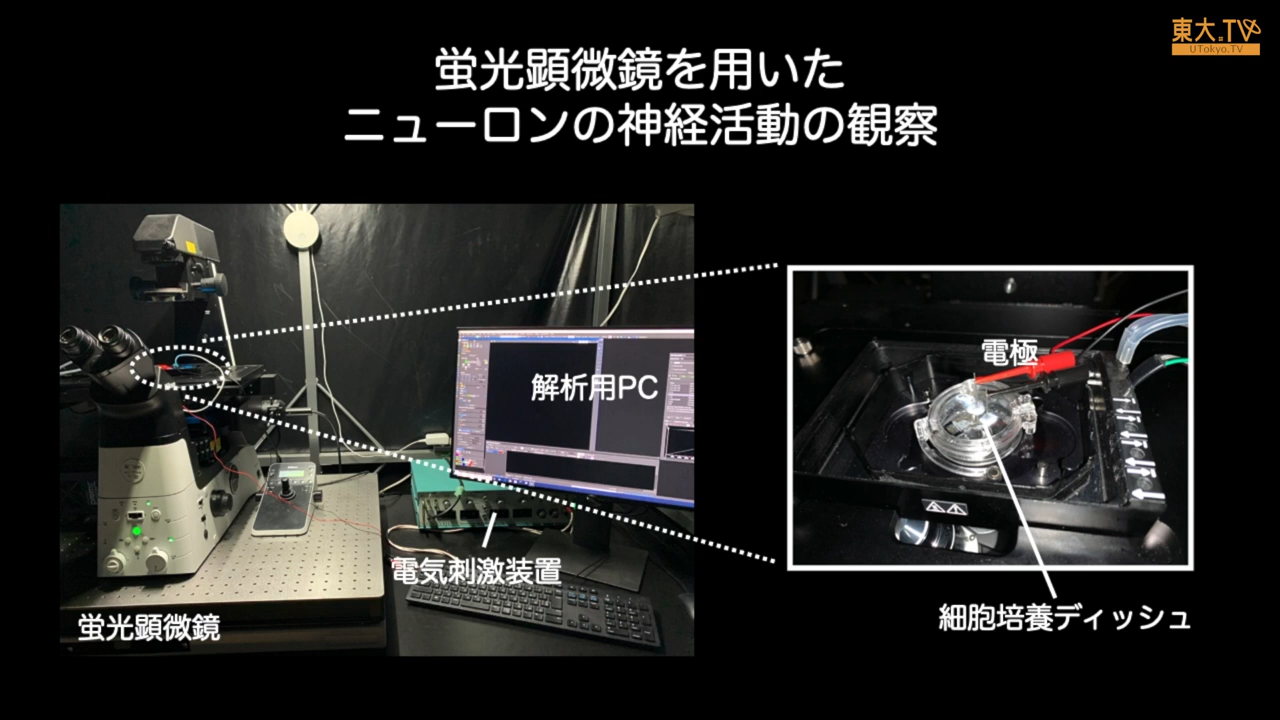 東大.TV
UTokyo.TV
蛍光顕微鏡を用いた
ニューロンの神経活動の観察
解析用PC
電極
電気刺激装置
蛍光顕微鏡
細胞培養ディッシュ